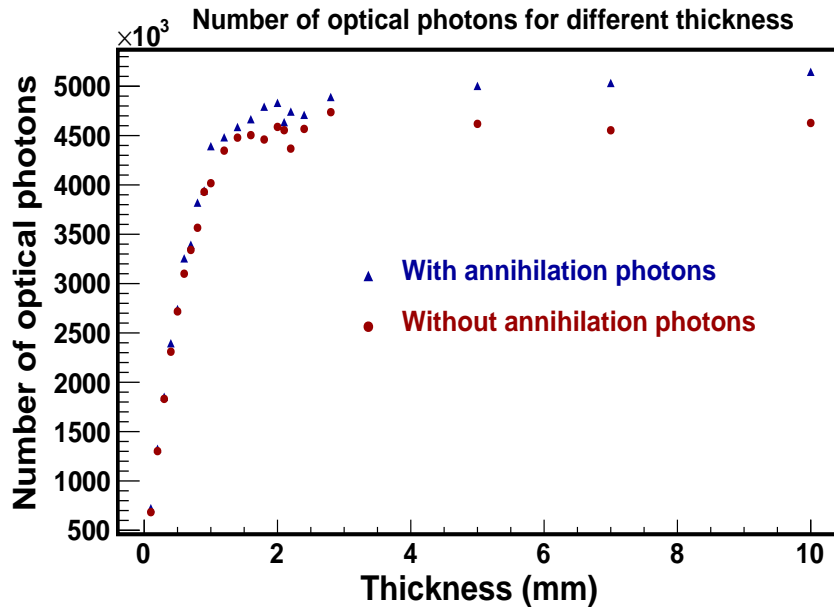 Number of optical photons for different thickness
×10³
Number of optical photons
5000
4500
4000
3500
3000
2500
2000
1500
1000
500
With annihilation photons
Without annihilation photons
0 2 4 6 8 10
Thickness (mm)